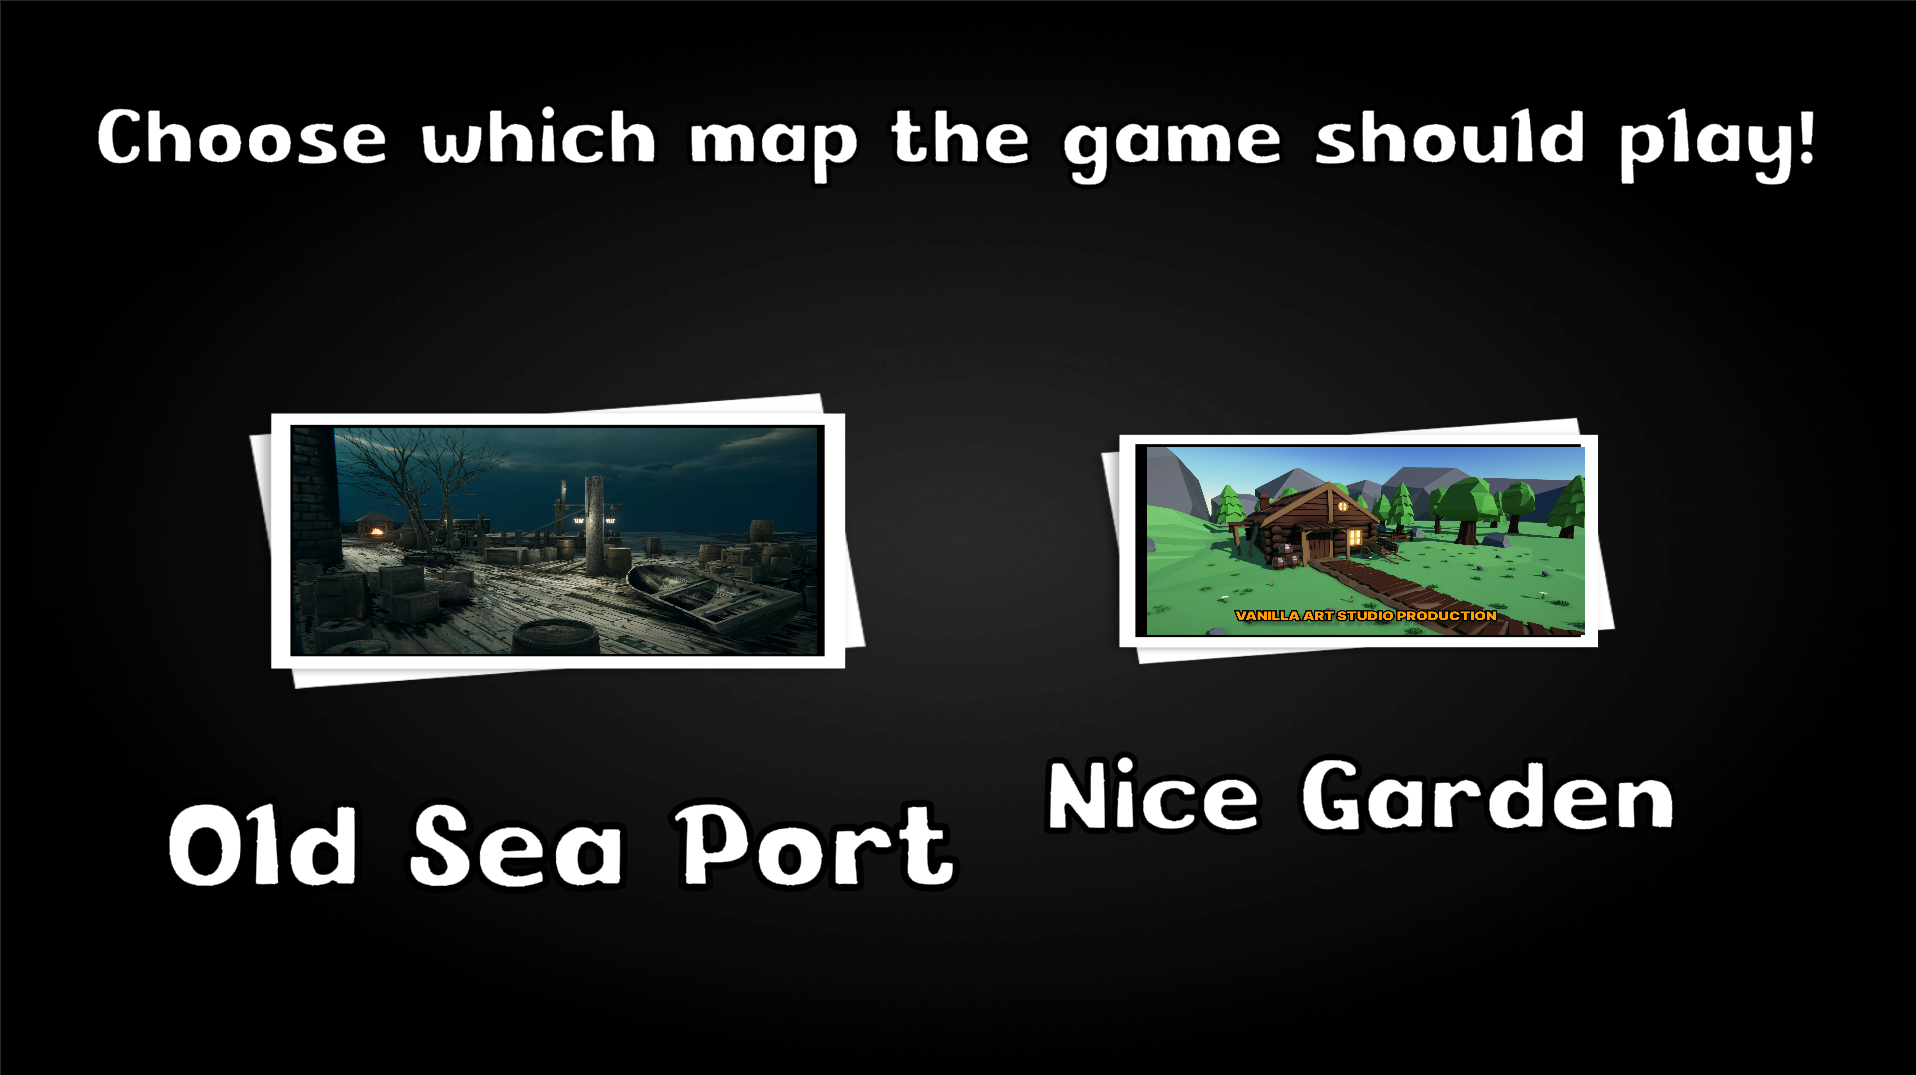 Choose which map the game should play!
VANILLA ART STUDIO PRODUCTION
Old Sea Port
Nice Garden